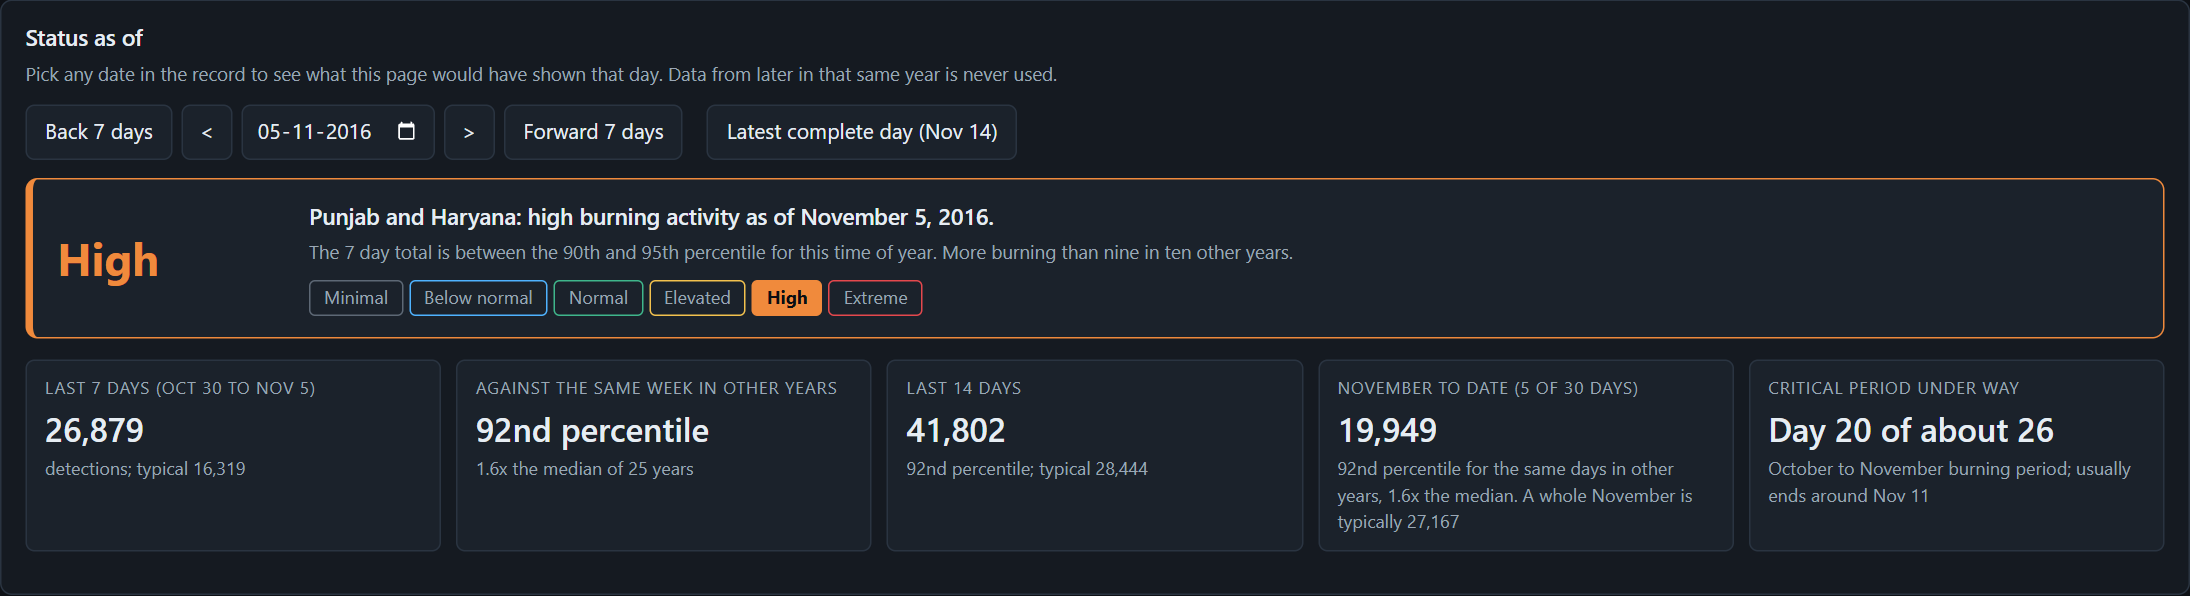 Status as of
Pick any date in the record to see what this page would have shown that day. Data from later in that same year is never used.
Back 7 days < 05-11-2016 > Forward 7 days Latest complete day (Nov 14)
High
Punjab and Haryana: high burning activity as of November 5, 2016.
The 7 day total is between the 90th and 95th percentile for this time of year. More burning than nine in ten other years.
Minimal Below normal Normal Elevated High Extreme
LAST 7 DAYS (OCT 30 TO NOV 5)
26,879
detections; typical 16,319
AGAINST THE SAME WEEK IN OTHER YEARS
92nd percentile
1.6x the median of 25 years
LAST 14 DAYS
41,802
92nd percentile; typical 28,444
NOVEMBER TO DATE (5 OF 30 DAYS)
19,949
92nd percentile for the same days in other
years, 1.6x the median. A whole November is
typically 27,167
CRITICAL PERIOD UNDER WAY
Day 20 of about 26
October to November burning period; usually
ends around Nov 11